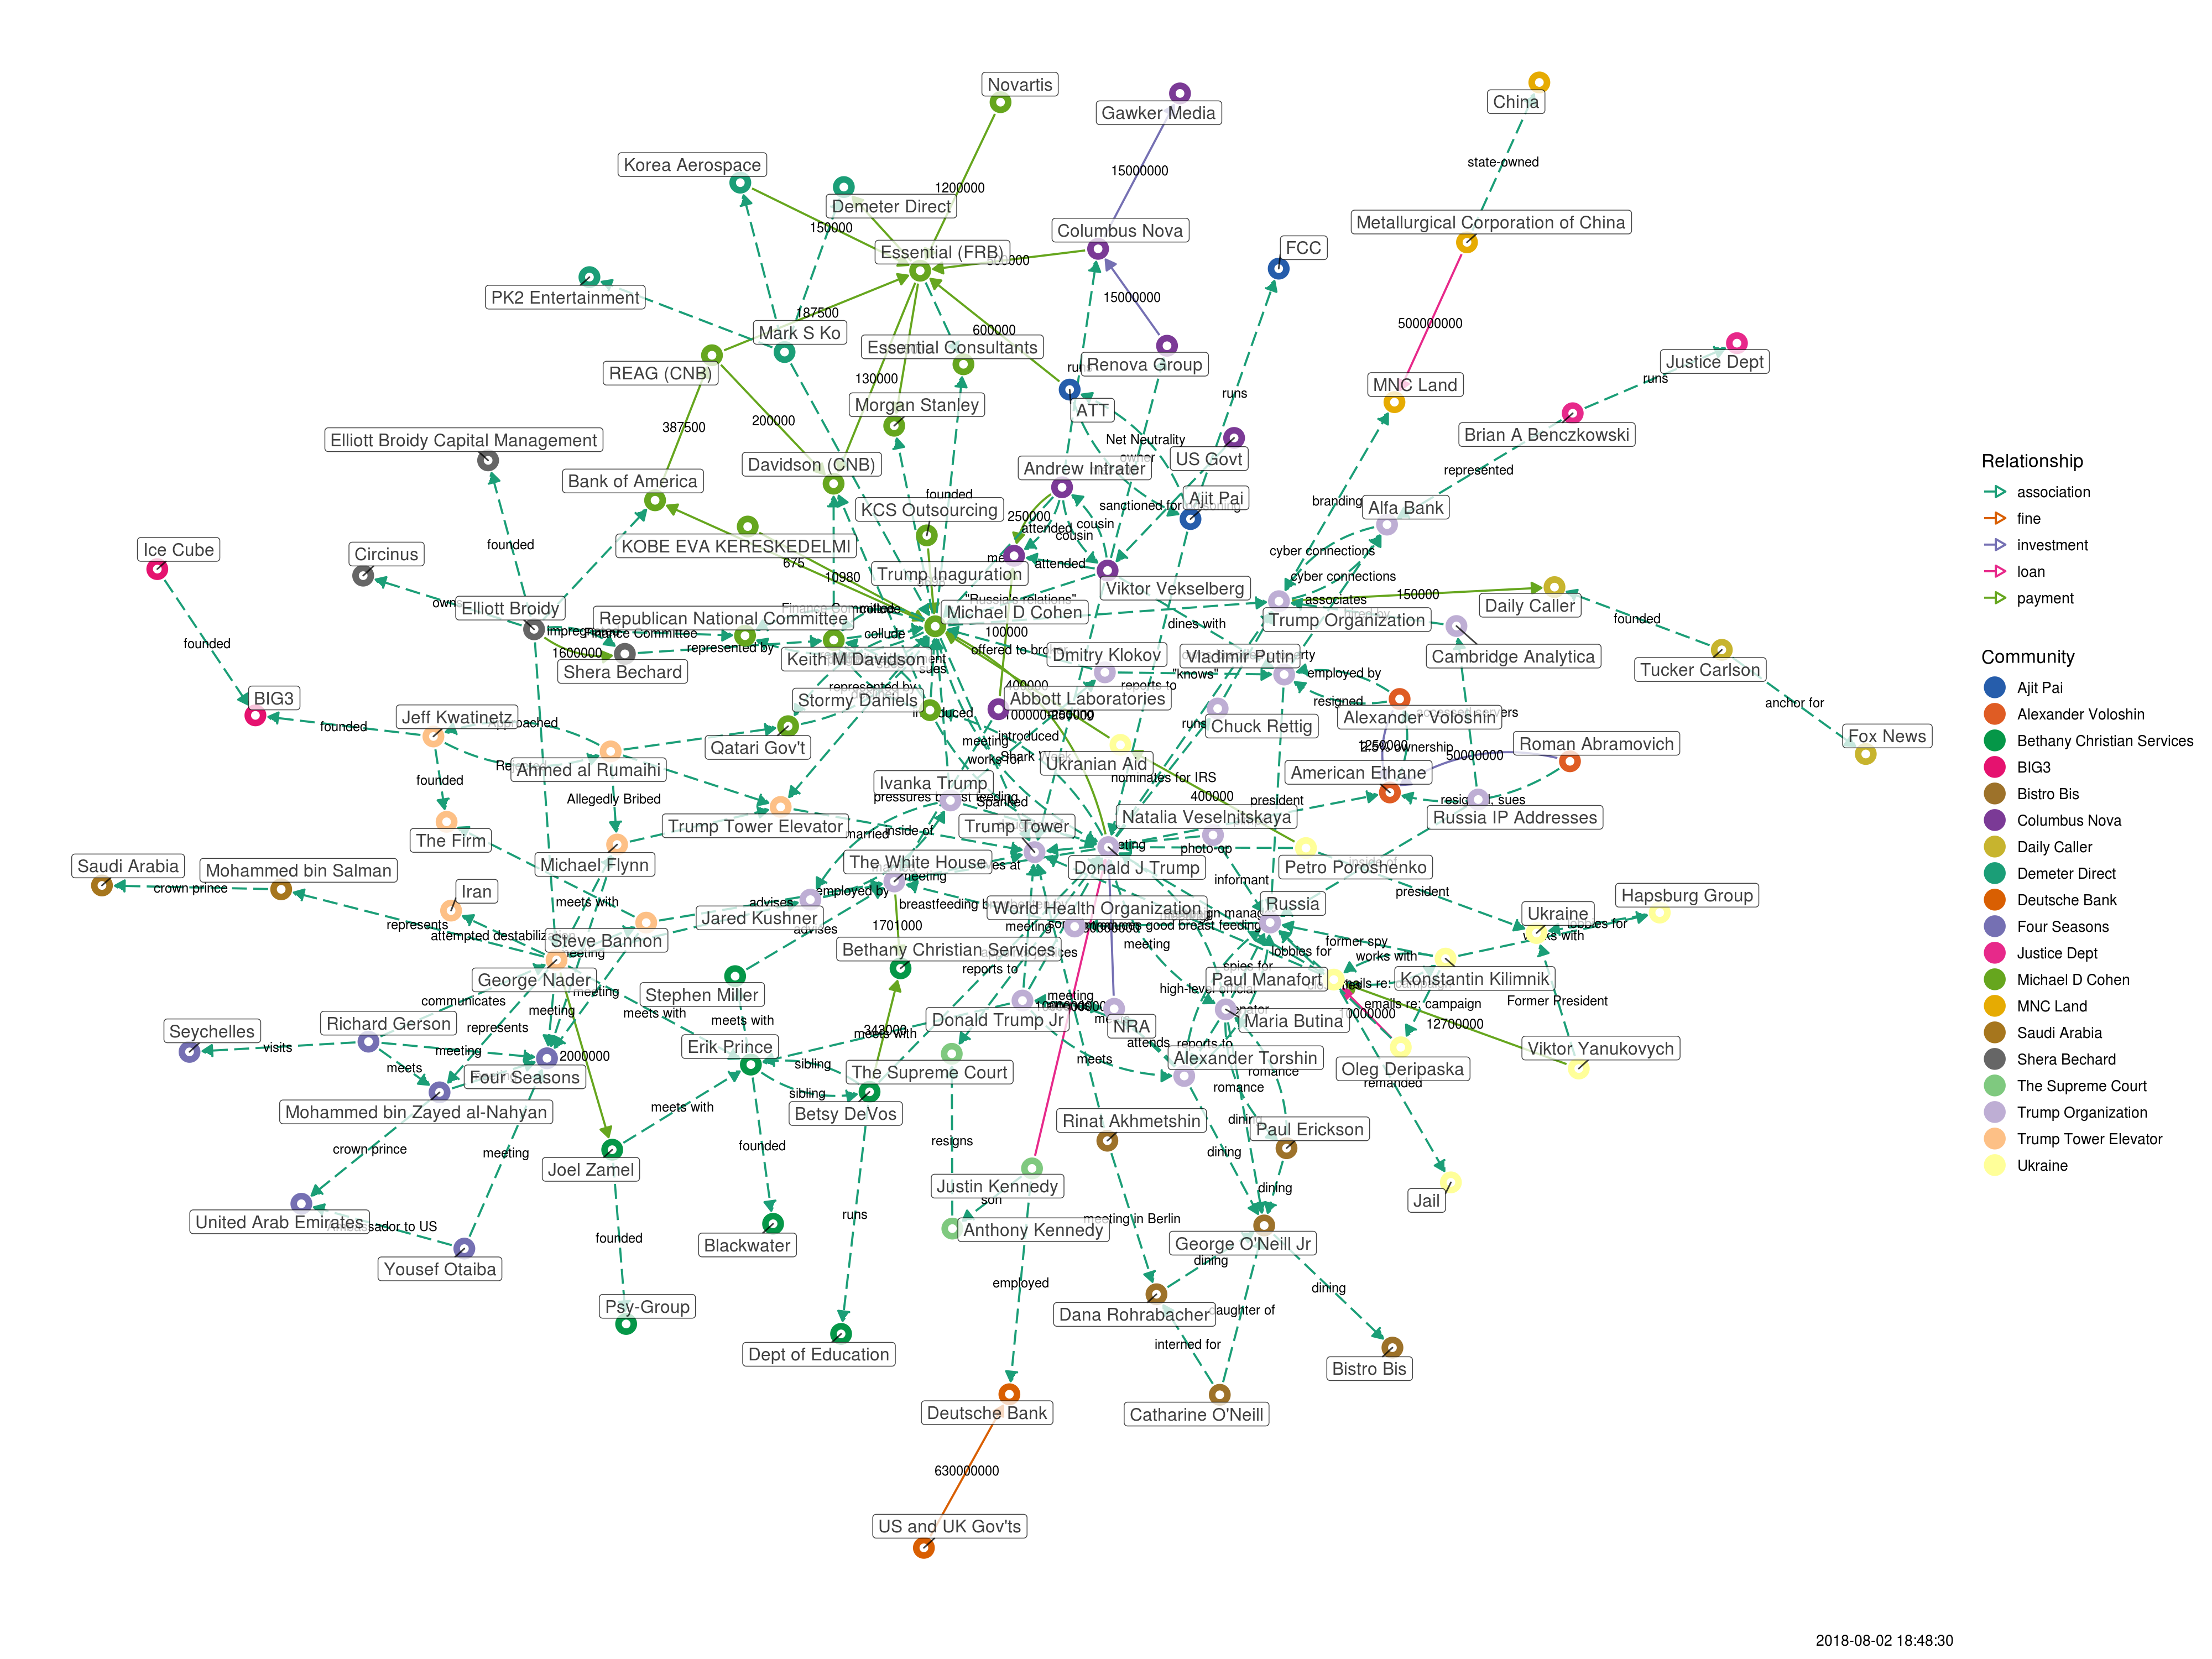 Novartis
Gawker Media
China
Korea Aerospace
state-owned
15000000
1200000
Demeter Direct
150000
Metallurgical Corporation of China
Columbus Nova
Essential (FRB)
FCC
PK2 Entertainment
15000000
187500
500000000
Mark S Ko
600000
Essential Consultants
Renova Group
Justice Dept
REAG (CNB)
runs
130000
MNC Land
runs
Morgan Stanley
ATT
200000
387500
Brian A Benczkowski
Elliott Broidy Capital Management
Net Neutrality
owner
US Govt
Davidson (CNB)
Andrew Intrater
represented
Bank of America
founded
Ajit Pai
branding
KCS Outsourcing
sanctioned for
Alfa Bank
250000
attended
cousin
cousin
founded
KOBE EVA KERESKEDELMI
Ice Cube
Circinus
cyber connections
675
attended
Trump Inaguration
10980
cyber connections
Viktor Vekselberg
150000
"Russia's relations"
associates
Daily Caller
Elliott Broidy
Republican National Committee
Michael D Cohen
Trump Organization
founded
dines with
Finance Committee
collude
100000
founded
represented by
1600000
Shera Bechard
Keith M Davidson
offered to
Dmitry Klokov
Vladimir Putin
Cambridge Analytica
Tucker Carlson
"knows"
employed by
reports to
represented by
Stormy Daniels
Abbott Laboratories
resigned
BIG3
anchor for
Jeff Kwatinetz
founded
runs
Chuck Rettig
Alexander Voloshin
introduced
meeting
Qatari Gov't
Fox News
Roman Abramovich
works for
Ukranian Aid
50000000
Ahmed al Rumaihi
American Ethane
founded
nominates for IRS
Ivanka Trump
Allegedly Bribed
400000
president
Spanked
Russia IP Addresses
Trump Tower Elevator
married
inside of
Trump Tower
Natalia Veselnitskaya
The Firm
photo-op
Michael Flynn
The White House
Donald J Trump
Petro Poroshenko
Saudi Arabia
Mohammed bin Salman
crown prince
Iran
employed by
informant
president
Hapsburg Group
meets with
advises
Jared Kushner
World Health Organization
Russia
Ukraine
represents
attempted destabilization
1701000
meeting
Steve Bannon
former spy
Bethany Christian Services
meeting
lobbies for
works with
George Nader
reports to
Paul Manafort
Konstantin Kilimnik
Stephen Miller
communicates
meeting
Former President
emails re: campaign
Seychelles
Richard Gerson
represents
meets with
meets with
Donald Trump Jr
NRA
Maria Butina
12700000
visits
meeting
2000000
Erik Prince
342000
attends
reports to
Viktor Yanukovych
meets
Four Seasons
sibling
The Supreme Court
meets
Alexander Torshin
Oleg Deripaska
remanded
romance
romance
Mohammed bin Zayed al-Nahyan
meets with
sibling
Betsy DeVos
Rinat Akhmetshin
Paul Erickson
crown prince
meeting
founded
resigns
dining
dining
Joel Zamel
Justin Kennedy
son
dining
Jail
United Arab Emirates
meeting in Berlin
runs
Anthony Kennedy
founded
Blackwater
George O'Neill Jr
dining
Yousef Otaiba
employed
dining
Psy-Group
Dana Rohrabacher
daughter of
interned for
Dept of Education
Bistro Bis
Deutsche Bank
Catharine O'Neill
630000000
US and UK Gov'ts
Relationship
association
fine
investment
loan
payment
Community
Ajit Pai
Alexander Voloshin
Bethany Christian Services
BIG3
Bistro Bis
Columbus Nova
Daily Caller
Demeter Direct
Deutsche Bank
Four Seasons
Justice Dept
Michael D Cohen
MNC Land
Saudi Arabia
Shera Bechard
The Supreme Court
Trump Organization
Trump Tower Elevator
Ukraine
2018-08-02 18:48:30